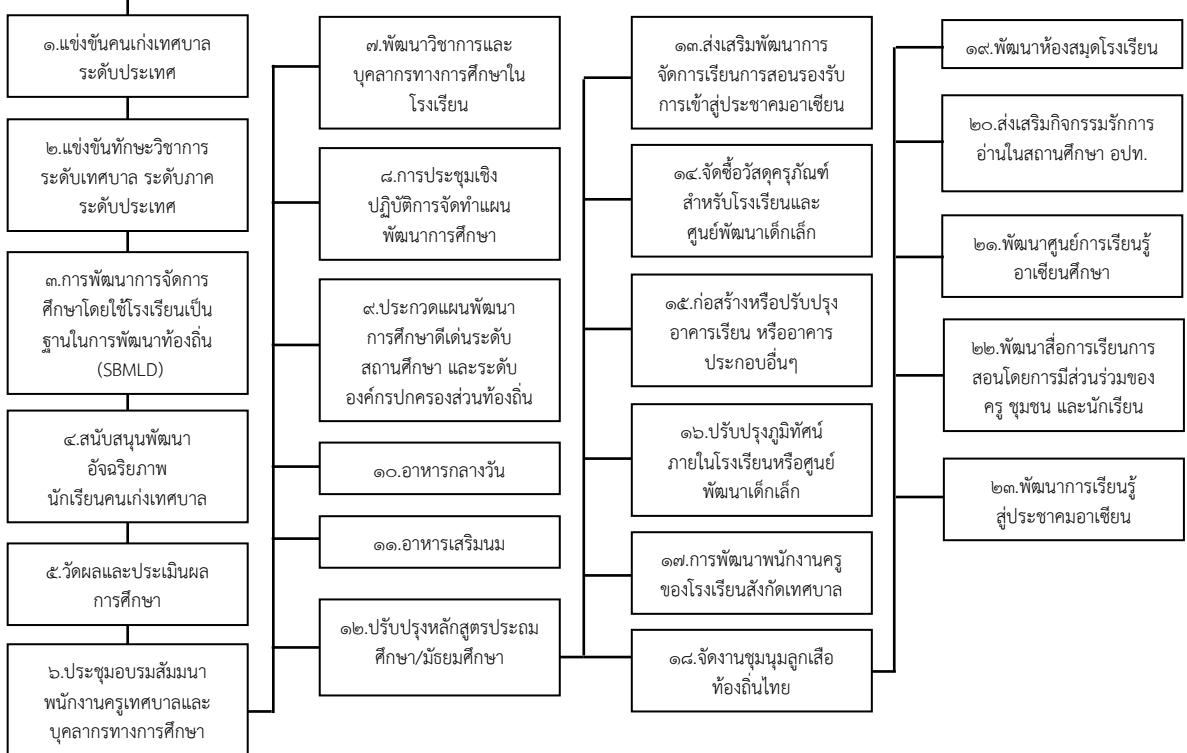 ๑.แข่งขันคนเก่งเทศบาล
ระดับประเทศ
๒.แข่งขันทักษะวิชาการ
ระดับเทศบาล ระดับภาค
ระดับประเทศ
๓.การพัฒนาการจัดการ
ศึกษาโดยใช้โรงเรียนเป็น
ฐานในการพัฒนาท้องถิ่น
(SBMLD)
๔.สนับสนุนพัฒนา
อัจฉริยภาพ
นักเรียนคนเก่งเทศบาล
๕.วัดผลและประเมินผล
การศึกษา
๖.ประชุมอบรมสัมมนา
พนักงานครูเทศบาลและ
บุคลากรทางการศึกษา
๗.พัฒนาวิชาการและ
บุคลากรทางการศึกษาใน
โรงเรียน
๘.การประชุมเชิง
ปฏิบัติการจัดทำแผน
พัฒนาการศึกษา
๙.ประกวดแผนพัฒนา
การศึกษาดีเด่นระดับ
สถานศึกษา และระดับ
องค์กรปกครองส่วนท้องถิ่น
๑๐.อาหารกลางวัน
๑๑.อาหารเสริมนม
๑๒.ปรับปรุงหลักสูตรประถม
ศึกษา/มัธยมศึกษา
๑๓.ส่งเสริมพัฒนาการ
จัดการเรียนการสอนรองรับ
การเข้าสู่ประชาคมอาเซียน
๑๔.จัดซื้อวัสดุครุภัณฑ์
สำหรับโรงเรียนและ
ศูนย์พัฒนาเด็กเล็ก
๑๕.ก่อสร้างหรือปรับปรุง
อาคารเรียน หรืออาคาร
ประกอบอื่นๆ
๑๖.ปรับปรุงภูมิทัศน์
ภายในโรงเรียนหรือศูนย์
พัฒนาเด็กเล็ก
๑๗.การพัฒนาพนักงานครู
ของโรงเรียนสังกัดเทศบาล
๑๘.จัดงานชุมนุมลูกเสือ
ท้องถิ่นไทย
๑๙.พัฒนาห้องสมุดโรงเรียน
๒๐.ส่งเสริมกิจกรรมรักการ
อ่านในสถานศึกษา อปท.
๒๑.พัฒนาศูนย์การเรียนรู้
อาเซียนศึกษา
๒๒.พัฒนาสื่อการเรียนการ
สอนโดยการมีส่วนร่วมของ
ครู ชุมชน และนักเรียน
๒๓.พัฒนาการเรียนรู้
สู่ประชาคมอาเซียน